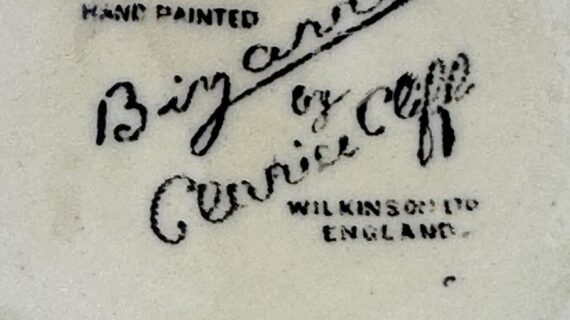 HAND PAINTED
Bizarre
by
Clarice Cliff
WILKINSON LTD
ENGLAND.